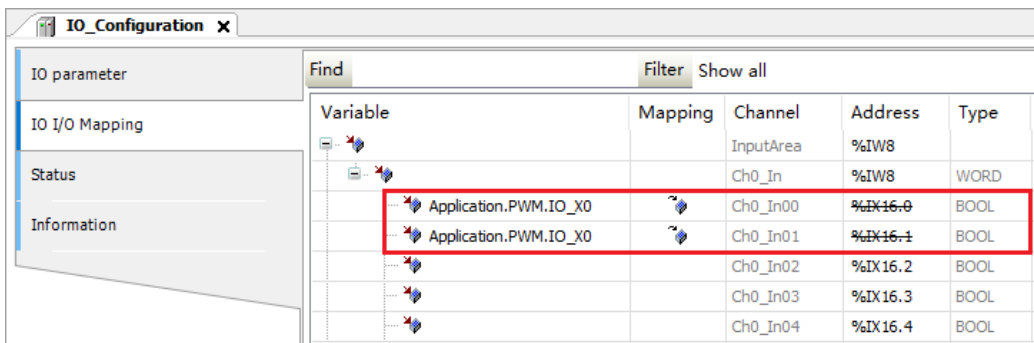 IO_Configuration X
IO parameter
IO I/O Mapping
Status
Information
Find Filter Show all
Variable Mapping Channel Address Type
InputArea %IW8
Ch0_In %IW8 WORD
Application.PWM.IO_X0 Ch0_In00 %IX16.0 BOOL
Application.PWM.IO_X0 Ch0_In01 %IX16.1 BOOL
Ch0_In02 %IX16.2 BOOL
Ch0_In03 %IX16.3 BOOL
Ch0_In04 %IX16.4 BOOL